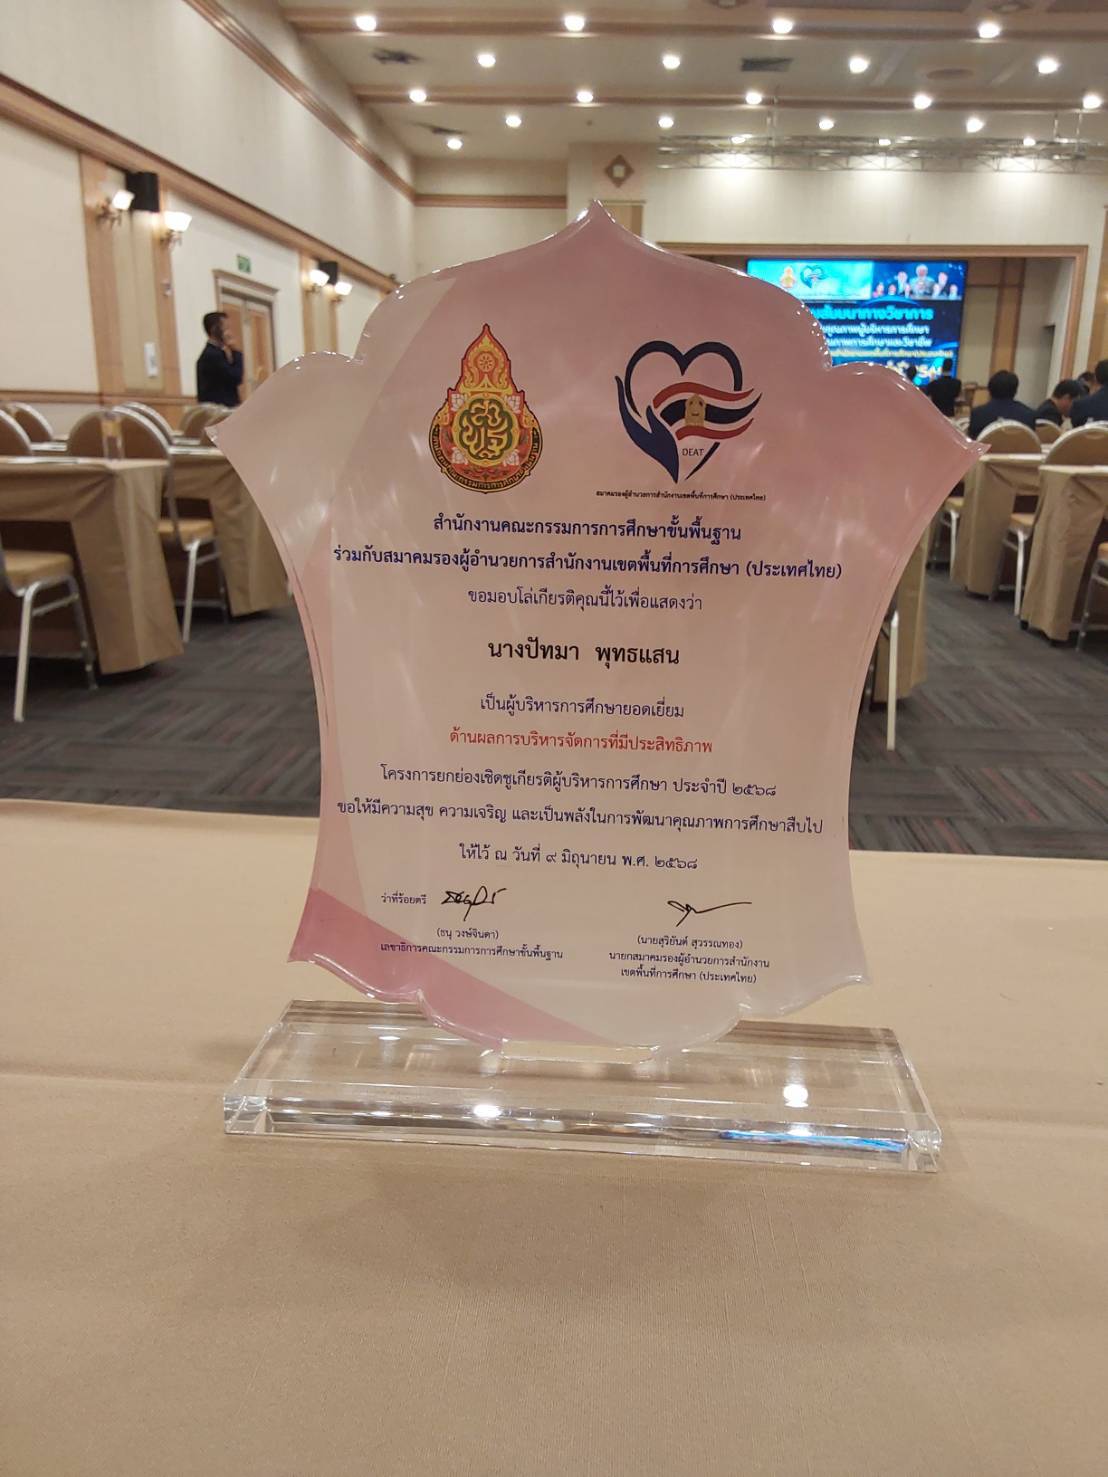 สัมมนาทางวิชาการ
DEAT
สมาคมรองผู้อำนวยการสำนักงานเขตพื้นที่การศึกษา (ประเทศไทย)
สำนักงานคณะกรรมการการศึกษาขั้นพื้นฐาน
ร่วมกับสมาคมรองผู้อำนวยการสำนักงานเขตพื้นที่การศึกษา (ประเทศไทย)
ขอมอบโล่เกียรติคุณนี้ไว้เพื่อแสดงว่า
นางปัทมา พุทธแสน
เป็นผู้บริหารการศึกษายอดเยี่ยม
ด้านผลการบริหารจัดการที่มีประสิทธิภาพ
โครงการยกย่องเชิดชูเกียรติผู้บริหารการศึกษา ประจำปี ๒๕๖๘
ขอให้มีความสุข ความเจริญ และเป็นพลังในการพัฒนาคุณภาพการศึกษาสืบไป
ให้ไว้ ณ วันที่ ๙ มิถุนายน พ.ศ. ๒๕๖๘
ว่าที่ร้อยตรี
(ธนุ วงษ์จินดา)
เลขาธิการคณะกรรมการการศึกษาขั้นพื้นฐาน
(นายสุริยันต์ สุวรรณทอง)
นายกสมาคมรองผู้อำนวยการสำนักงาน
เขตพื้นที่การศึกษา (ประเทศไทย)